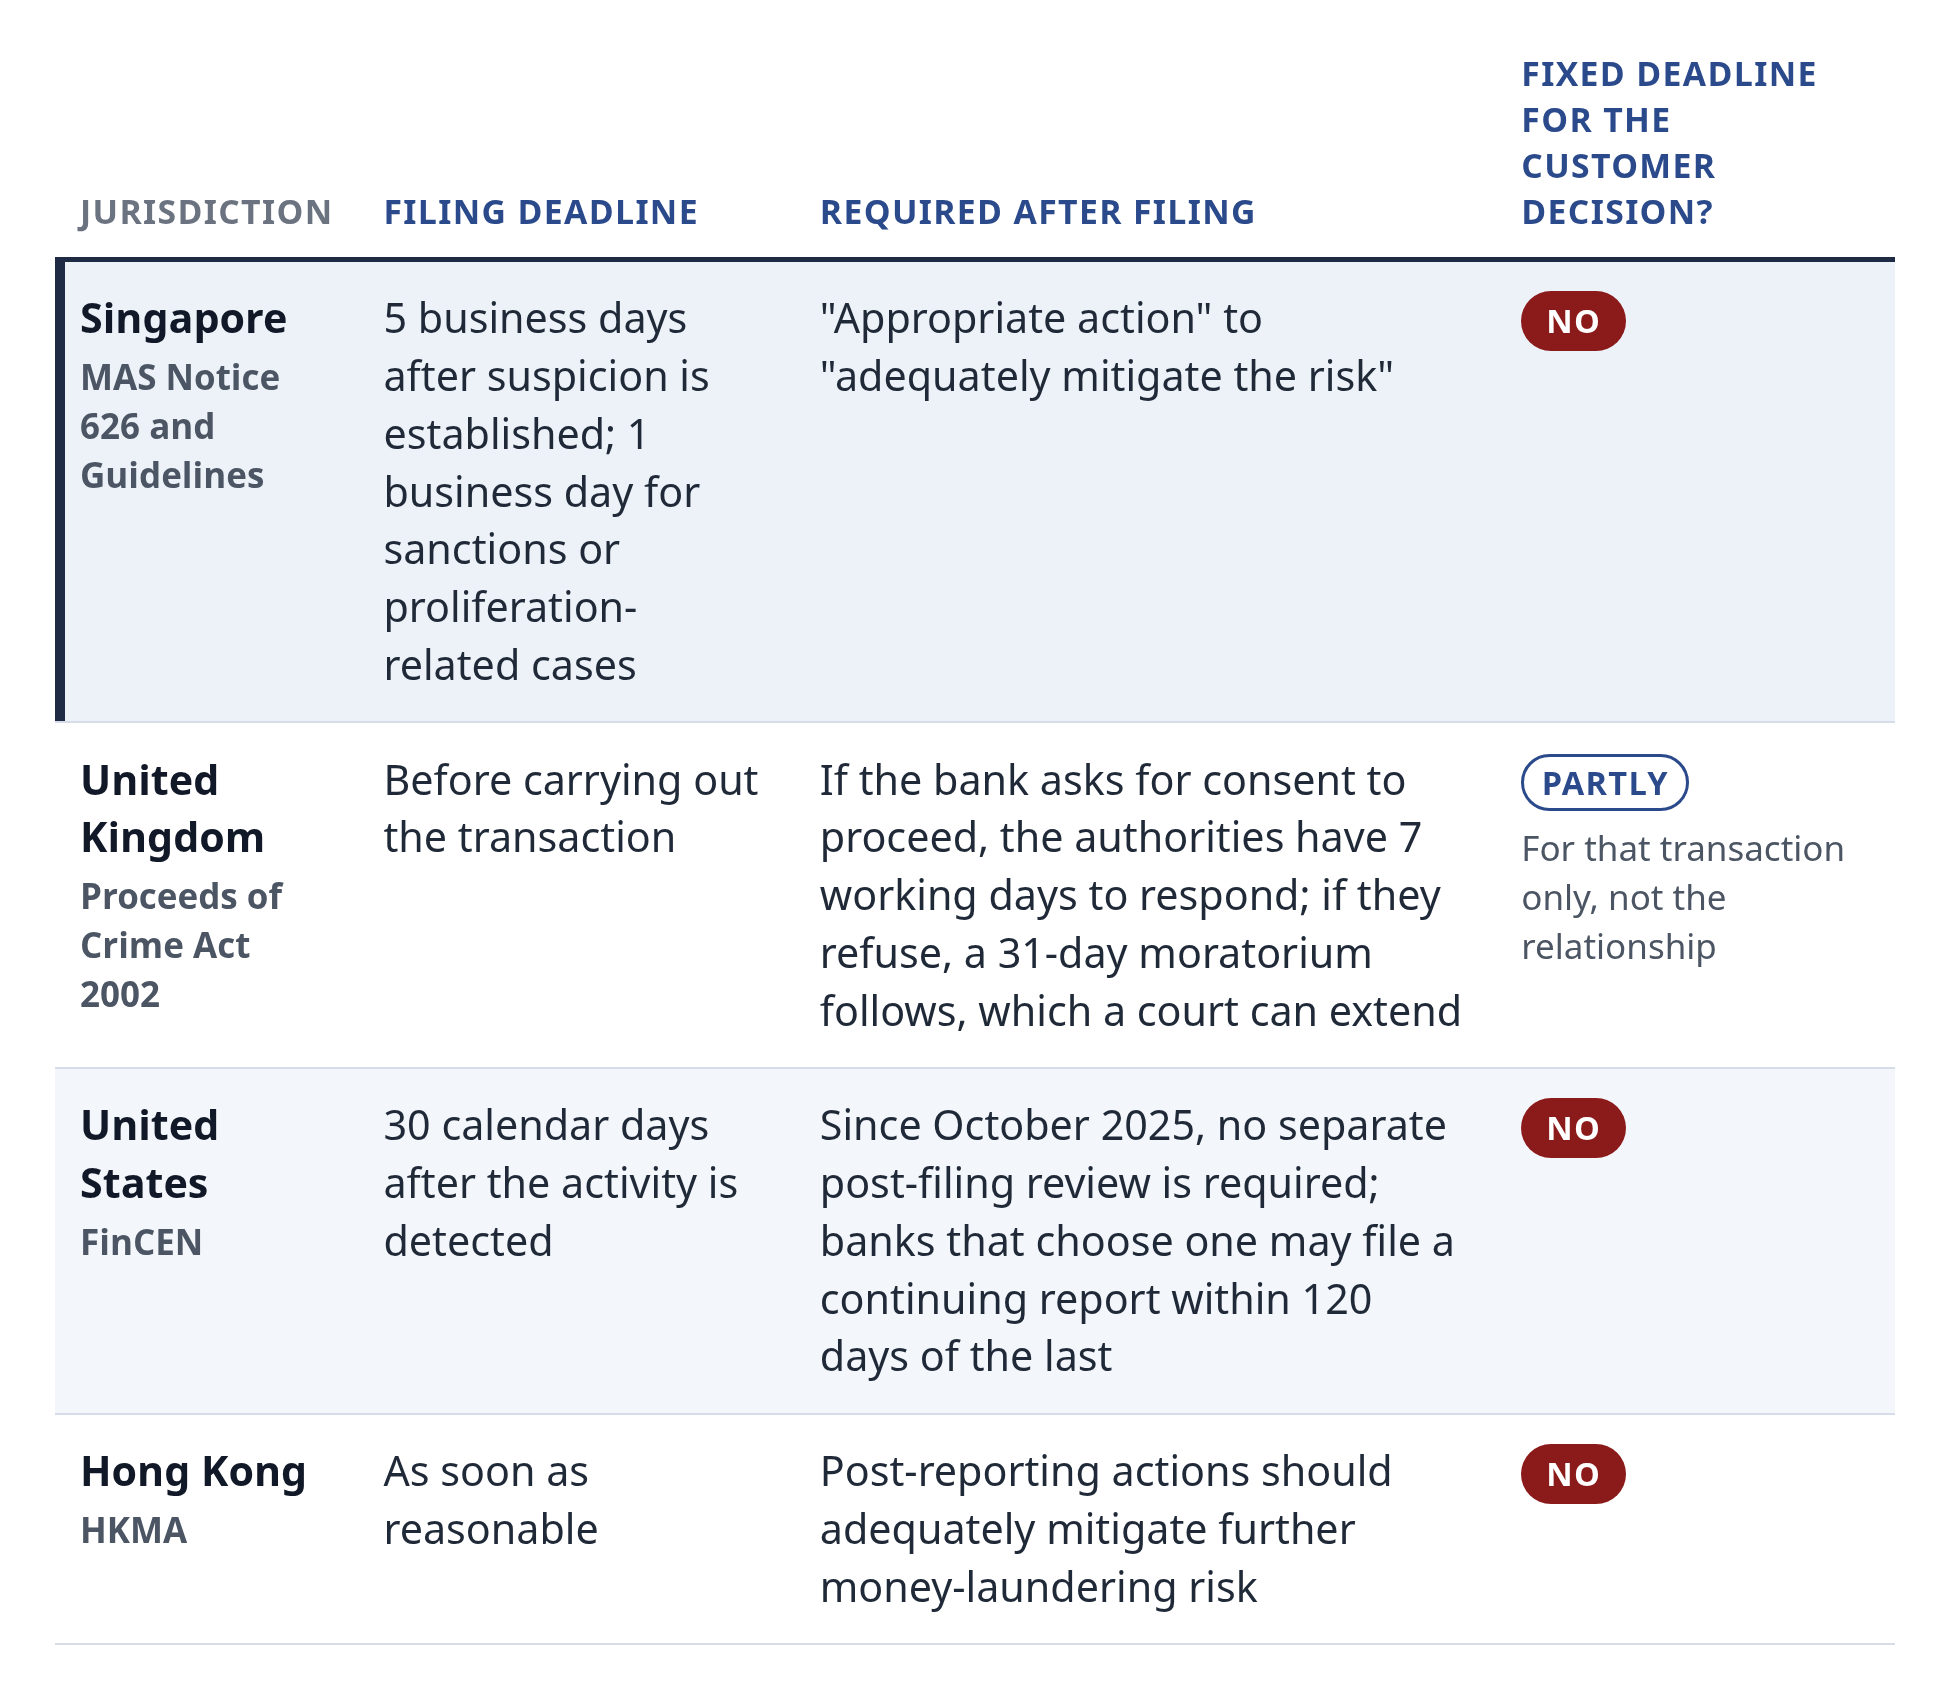 JURISDICTION
FILING DEADLINE
REQUIRED AFTER FILING
FIXED DEADLINE
FOR THE
CUSTOMER
DECISION?
Singapore
MAS Notice
626 and
Guidelines
5 business days
after suspicion is
established; 1
business day for
sanctions or
proliferation-
related cases
"Appropriate action" to
"adequately mitigate the risk"
NO
United
Kingdom
Proceeds of
Crime Act
2002
Before carrying out
the transaction
If the bank asks for consent to
proceed, the authorities have 7
working days to respond; if they
refuse, a 31-day moratorium
follows, which a court can extend
PARTLY
For that transaction
only, not the
relationship
United
States
FinCEN
30 calendar days
after the activity is
detected
Since October 2025, no separate
post-filing review is required;
banks that choose one may file a
continuing report within 120
days of the last
NO
Hong Kong
HKMA
As soon as
reasonable
Post-reporting actions should
adequately mitigate further
money-laundering risk
NO